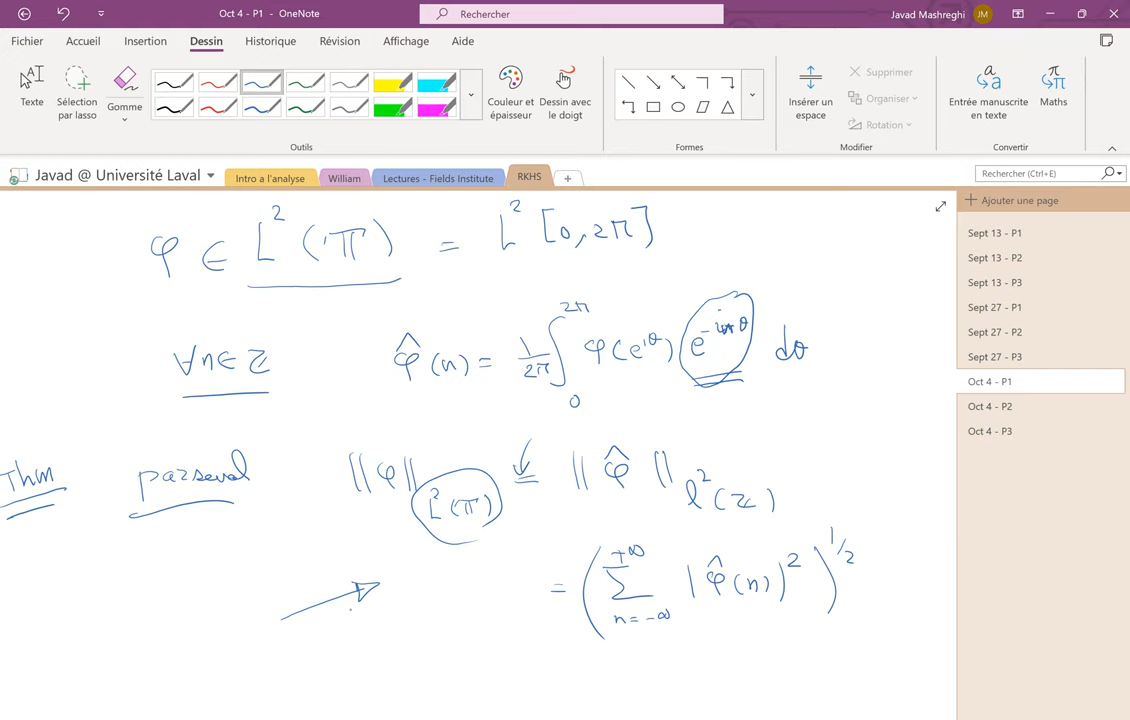 Oct 4 - P1 - OneNote
Rechercher
Javad Mashreghi
JM
Fichier Accueil Insertion Dessin Historique Révision Affichage Aide
Texte
Sélection par lasso
Gomme
Couleur et épaisseur
Dessin avec le doigt
Insérer un espace
Supprimer
Organiser
Rotation
Entrée manuscrite en texte
Maths
Outils
Formes
Modifier
Convertir
Javad @ Université Laval
Intro a l'analyse
William
Lectures - Fields Institute
RKHS
Rechercher (Ctrl+E)
Ajouter une page
Sept 13 - P1
Sept 13 - P2
Sept 13 - P3
Sept 27 - P1
Sept 27 - P2
Sept 27 - P3
Oct 4 - P1
Oct 4 - P2
Oct 4 - P3
φ ∈ L² (𝕋) = L² [0, 2π]
∀n ∈ ℤ φ̂(n) = 1/2π ∫₀^2π φ(e^iθ) e^-inθ dθ
Thm parseval ||φ||_L²(𝕋) = ||φ̂||_l²(ℤ)
= (∑_{n=-∞}^{+∞} |φ̂(n)|²)^1/2